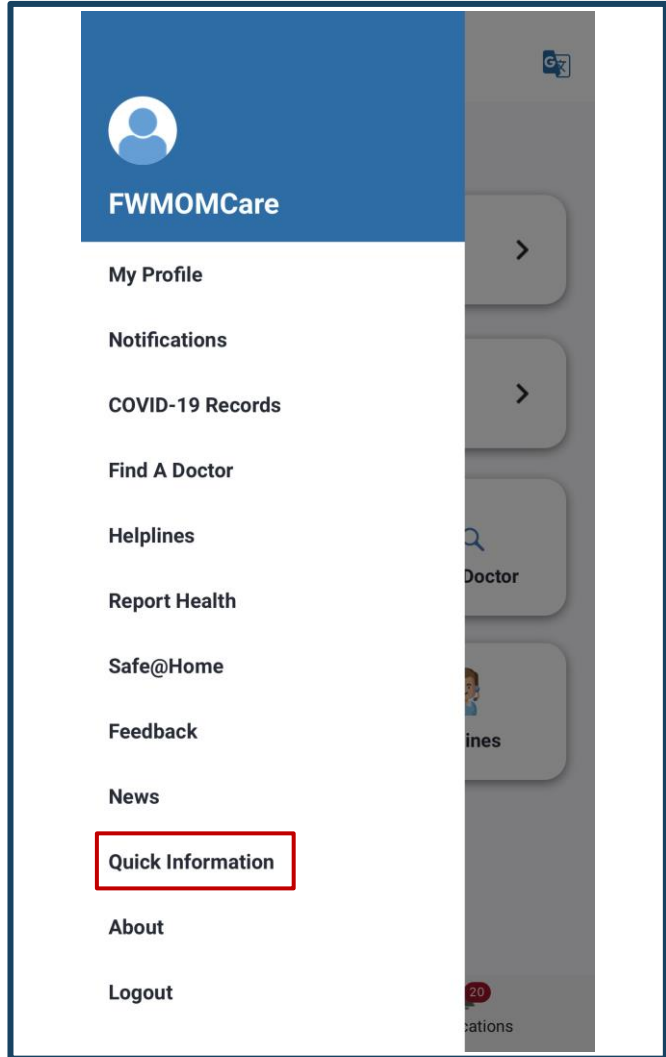 FWMOMCare
My Profile
Notifications
COVID-19 Records
Find A Doctor
Helplines
Report Health
Safe@Home
Feedback
News
Quick Information
About
Logout
Doctor
ines
20
cations